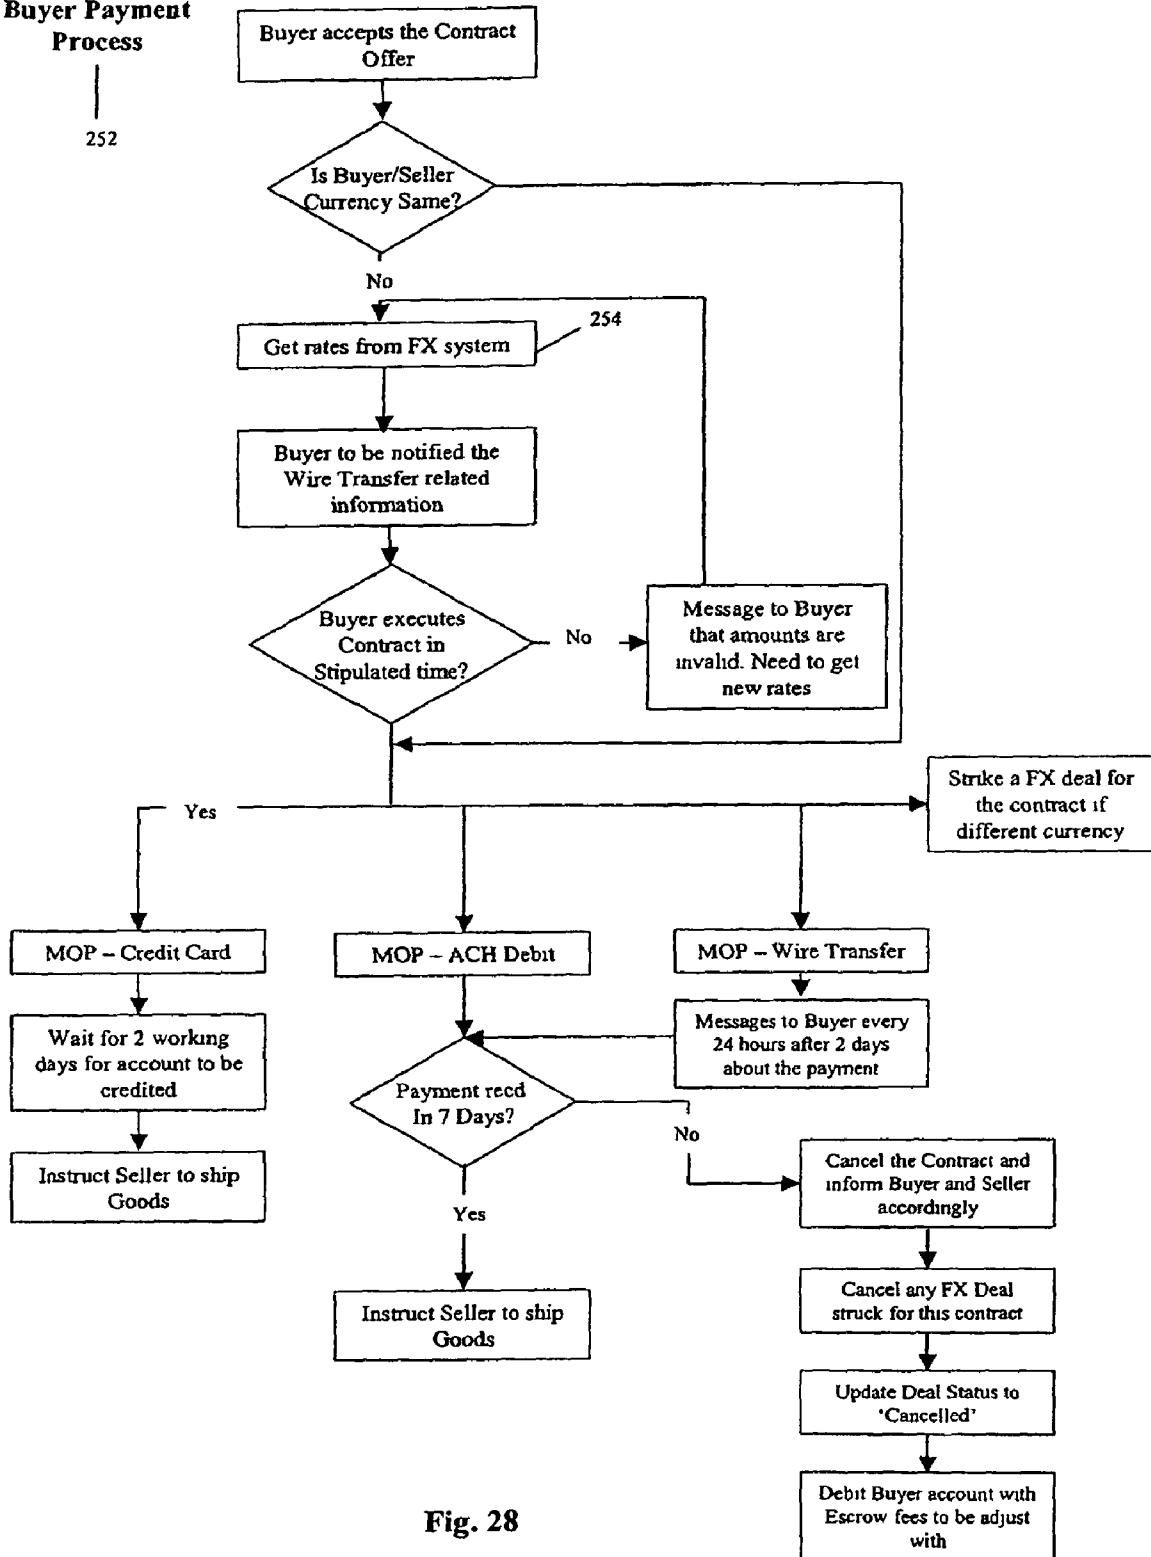 Buyer Payment
Process
252
Buyer accepts the Contract
Offer
Is Buyer/Seller
Currency Same?
No
254
Get rates from FX system
Buyer to be notified the
Wire Transfer related
information
Buyer executes
Contract in
Stipulated time?
No
Message to Buyer
that amounts are
invalid. Need to get
new rates
Strike a FX deal for
the contract if
different currency
Yes
MOP – Credit Card
MOP – ACH Debit
MOP – Wire Transfer
Wait for 2 working
days for account to be
credited
Messages to Buyer every
24 hours after 2 days
about the payment
Payment recd
In 7 Days?
No
Instruct Seller to ship
Goods
Cancel the Contract and
inform Buyer and Seller
accordingly
Yes
Instruct Seller to ship
Goods
Cancel any FX Deal
struck for this contract
Update Deal Status to
‘Cancelled’
Debit Buyer account with
Escrow fees to be adjust
with
Fig. 28